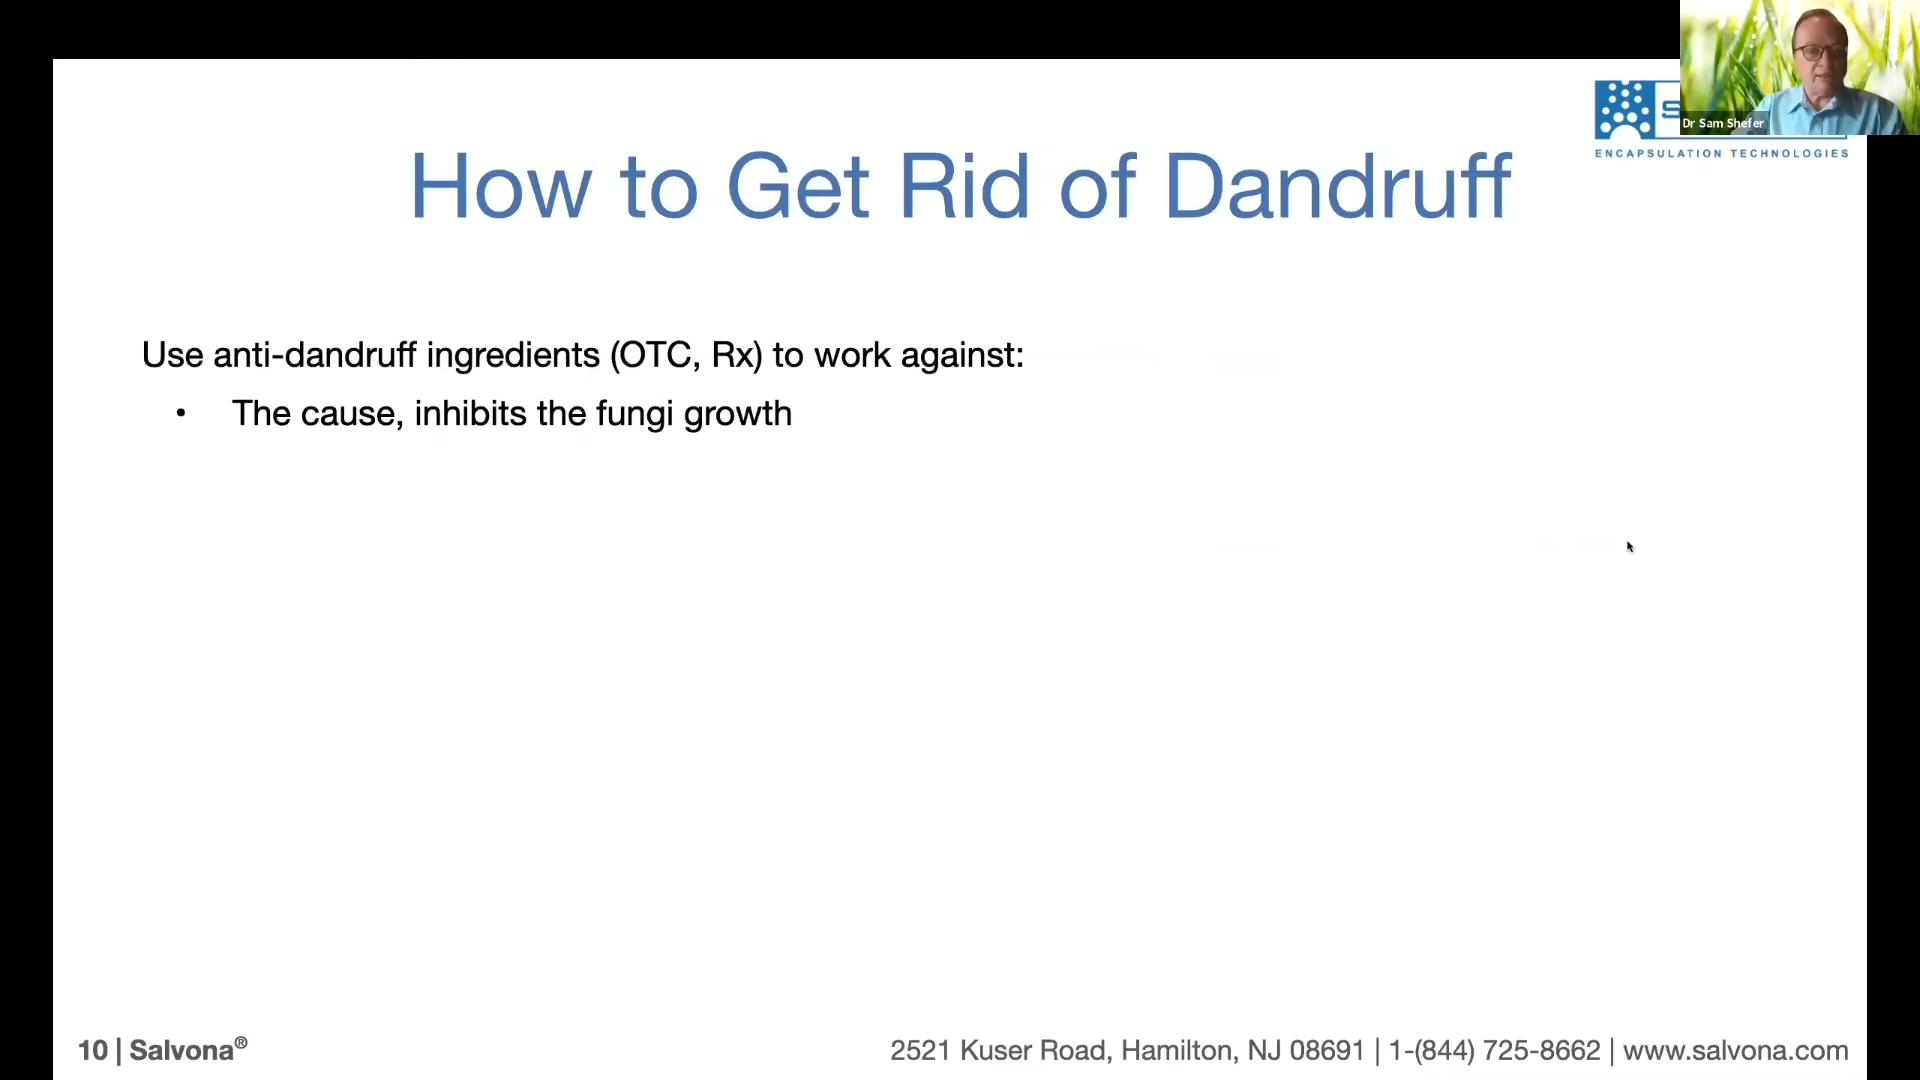 Dr Sam Shefer
S
ENCAPSULATION TECHNOLOGIES
How to Get Rid of Dandruff
Use anti-dandruff ingredients (OTC, Rx) to work against:
• The cause, inhibits the fungi growth
10 | Salvona®
2521 Kuser Road, Hamilton, NJ 08691 | 1-(844) 725-8662 | www.salvona.com